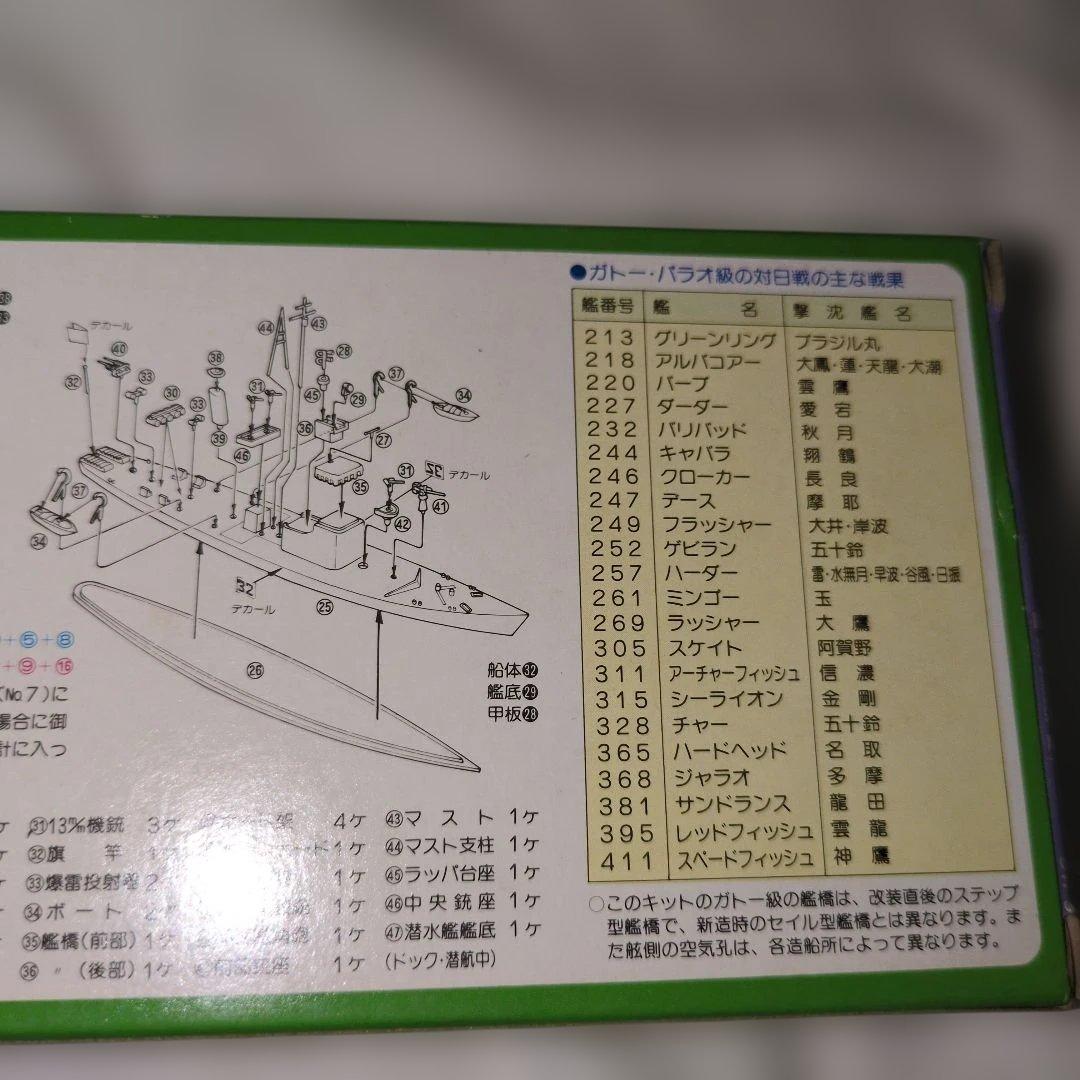 デカール
デカール
デカール
+⑤+⑧
+⑨+⑯
(No.7)に
場合に御
計に入っ
船体㉜
艦底㉙
甲板㉘
㉛13㎜機銃 3ケ
㉜旗 竿
㉝爆雷投射器2
㉞ボート
㉟艦橋(前部)1ケ
㊱ 〃 (後部)1ケ
4ケ
1ケ
1ケ
1ケ
1ケ
1ケ
㊸マスト 1ケ
㊹マスト支柱 1ケ
㊺ラッパ台座 1ケ
㊻中央銃座 1ケ
㊼潜水艦艦底 1ケ
(ドック・潜航中)
●ガトー・バラオ級の対日戦の主な戦果
艦番号 艦名 撃沈艦名
213 グリーンリング ブラジル丸
218 アルバコアー 大鳳・蓮・天龍・大潮
220 バーブ 雲鷹
227 ダーダー 愛宕
232 バリバッド 秋月
244 キャバラ 翔鶴
246 クローカー 長良
247 デース 摩耶
249 フラッシャー 大井・岸波
252 ゲビラン 五十鈴
257 ハーダー 雷・水無月・早波・谷風・日振
261 ミンゴー 玉
269 ラッシャー 大鷹
305 スケイト 阿賀野
311 アーチャーフィッシュ 信濃
315 シーライオン 金剛
328 チャー 五十鈴
365 ハードヘッド 名取
368 ジャラオ 多摩
381 サンドランス 龍田
395 レッドフィッシュ 雲龍
411 スペードフィッシュ 神鷹
○このキットのガトー級の艦橋は、改装直後のステップ
型艦橋で、新造時のセイル型艦橋とは異なります。ま
た舷側の空気孔は、各造船所によって異なります。